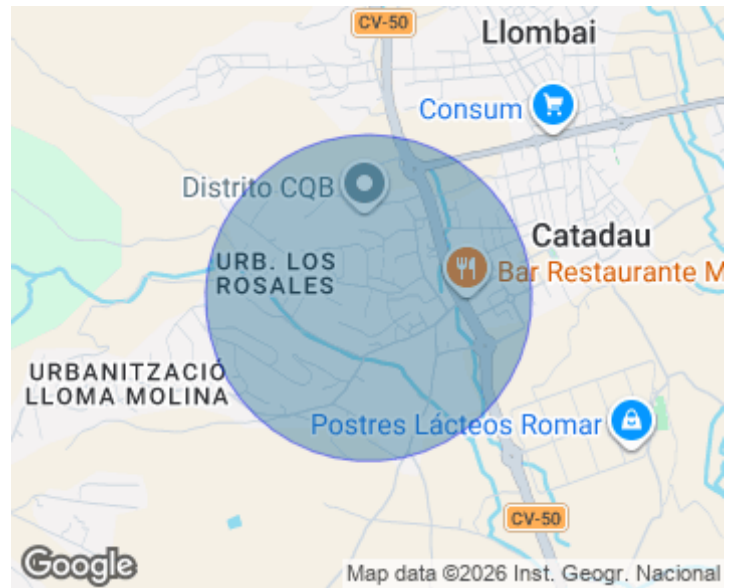 CV-50
Llombai
Consum
Distrito CQB
Catadau
URB. LOS
ROSALES
Bar Restaurante M
URBANITZACIÓ
LLOMA MOLINA
Postres Lácteos Romar
CV-50
Google
Map data ©2026 Inst. Geogr. Nacional